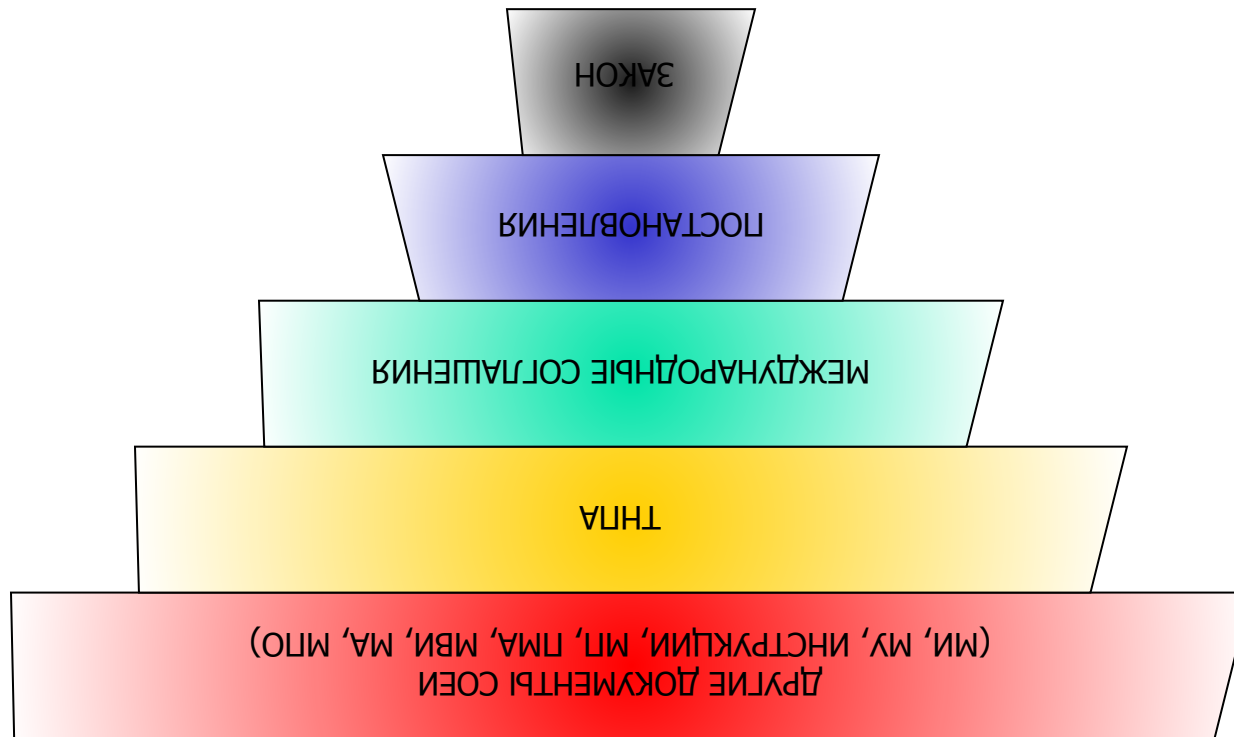 ДРУГИЕ ДОКУМЕНТЫ СОЕИ
(МИ, МУ, ИНСТРУКЦИИ, МП, ПМА, МВИ, МА, МПО)
ТНПА
МЕЖДУНАРОДНЫЕ СОГЛАШЕНИЯ
ПОСТАНОВЛЕНИЯ
ЗАКОН